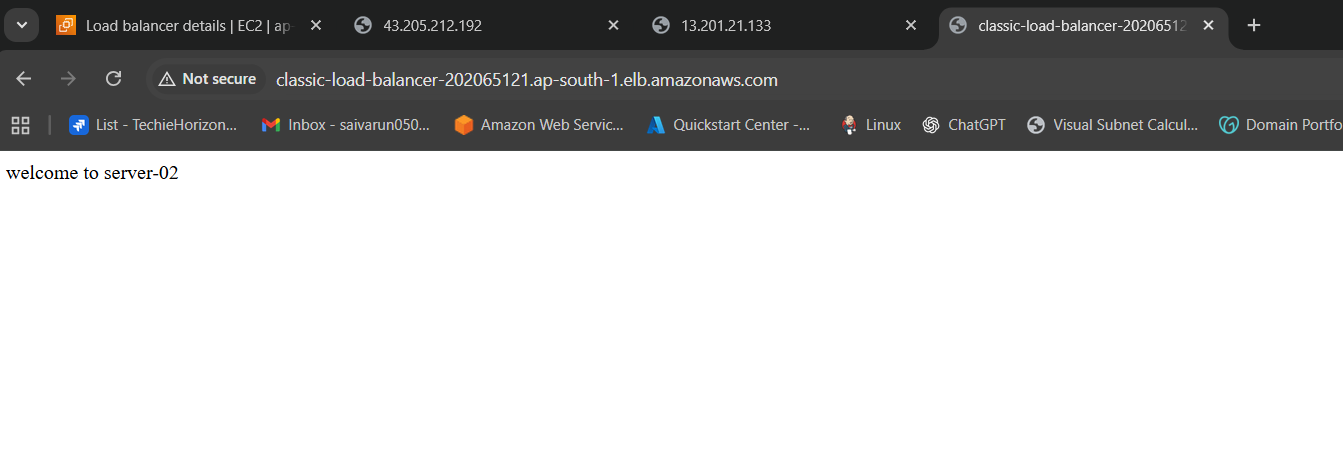 Load balancer details | EC2 | ap-
43.205.212.192
13.201.21.133
classic-load-balancer-20206512
Not secure
classic-load-balancer-202065121.ap-south-1.elb.amazonaws.com
List - TechieHorizon...
Inbox - saivarun050...
Amazon Web Servic...
Quickstart Center -...
Linux
ChatGPT
Visual Subnet Calcul...
Domain Portfo
welcome to server-02